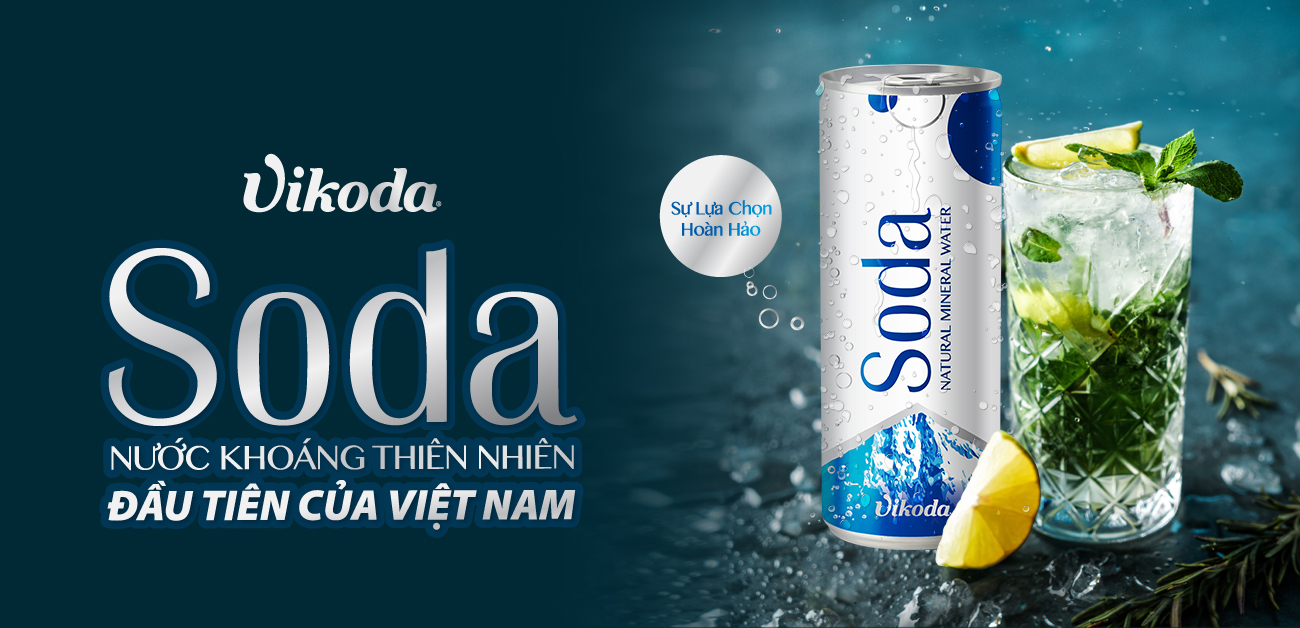 Vikoda
Soda
NƯỚC KHOÁNG THIÊN NHIÊN
ĐẦU TIÊN CỦA VIỆT NAM
Sự Lựa Chọn
Hoàn Hảo
Soda
NATURAL MINERAL WATER
Vikoda